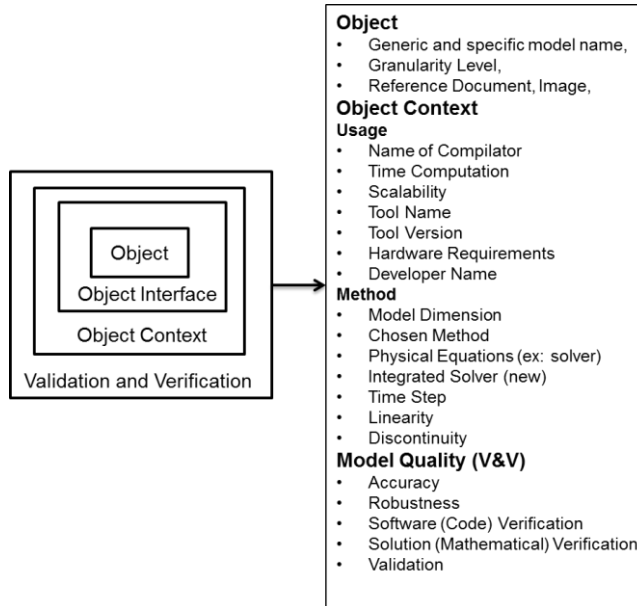 Object
Object Interface
Object Context
Validation and Verification
Object
• Generic and specific model name,
• Granularity Level,
• Reference Document, Image,
Object Context
Usage
• Name of Compilator
• Time Computation
• Scalability
• Tool Name
• Tool Version
• Hardware Requirements
• Developer Name
Method
• Model Dimension
• Chosen Method
• Physical Equations (ex: solver)
• Integrated Solver (new)
• Time Step
• Linearity
• Discontinuity
Model Quality (V&V)
• Accuracy
• Robustness
• Software (Code) Verification
• Solution (Mathematical) Verification
• Validation